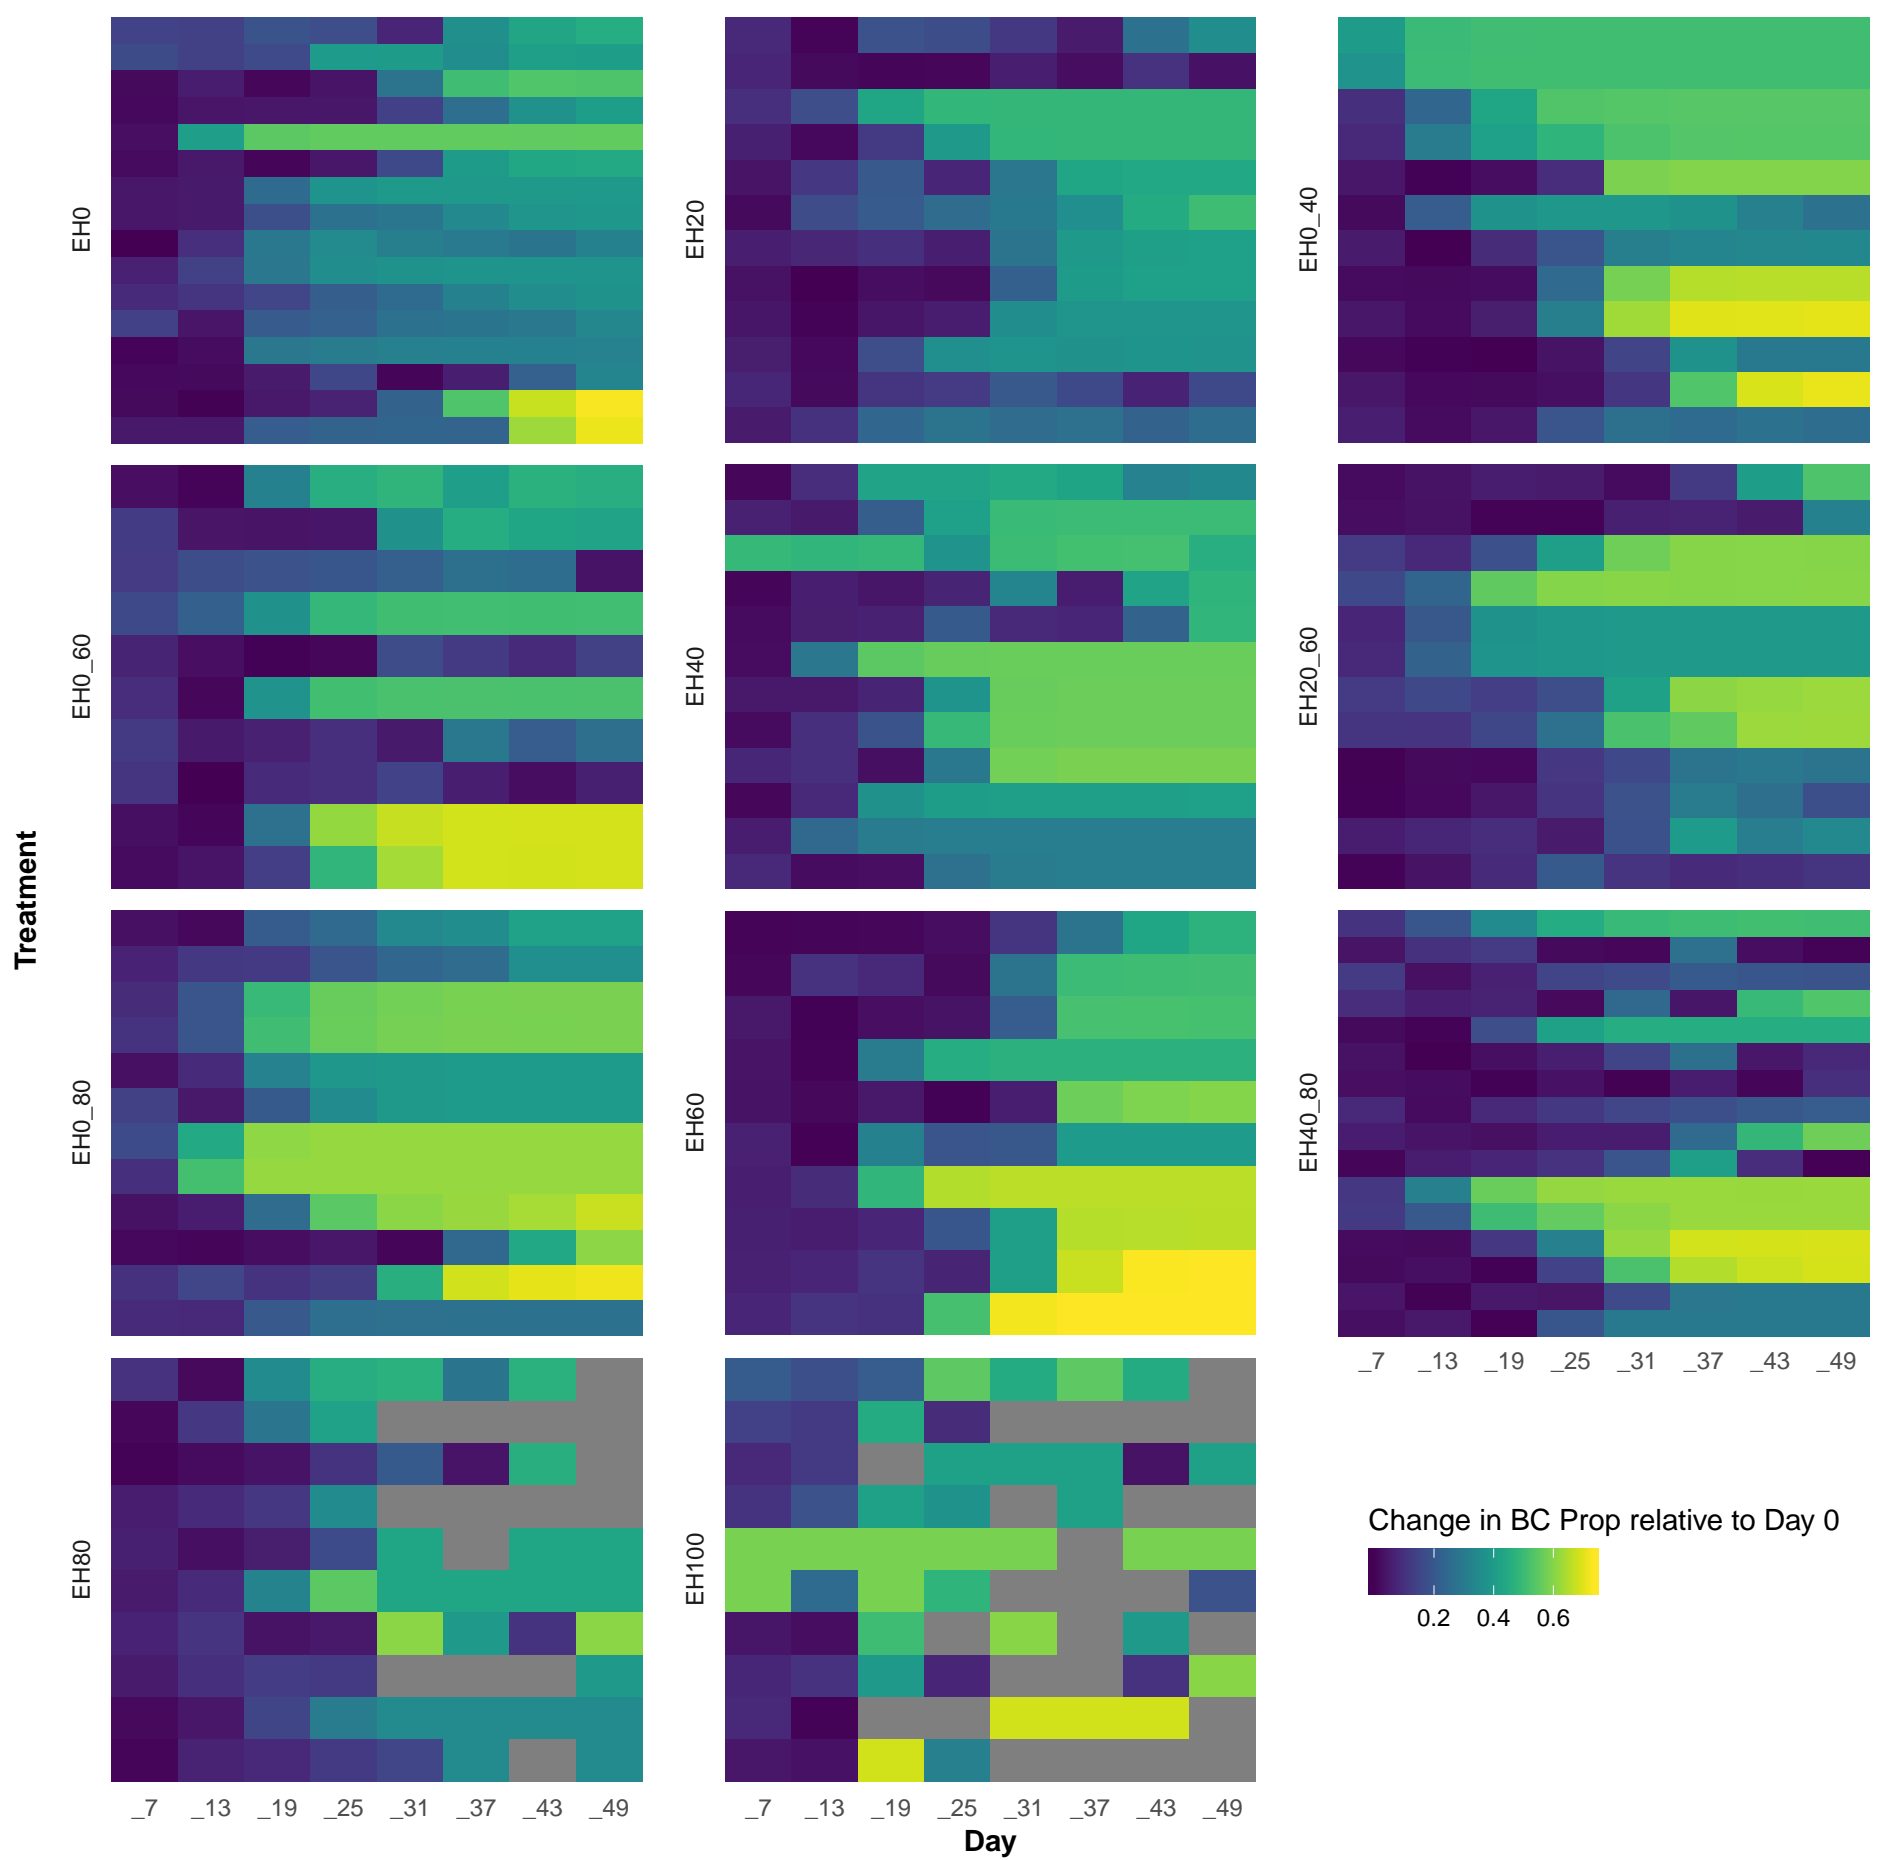 Treatment
EH0
EH20
EH0_40
EH0_60
EH40
EH20_60
EH0_80
EH60
EH40_80
_7 _13 _19 _25 _31 _37 _43 _49
EH80
EH100
Change in BC Prop relative to Day 0
0.2 0.4 0.6
_7 _13 _19 _25 _31 _37 _43 _49
_7 _13 _19 _25 _31 _37 _43 _49
Day